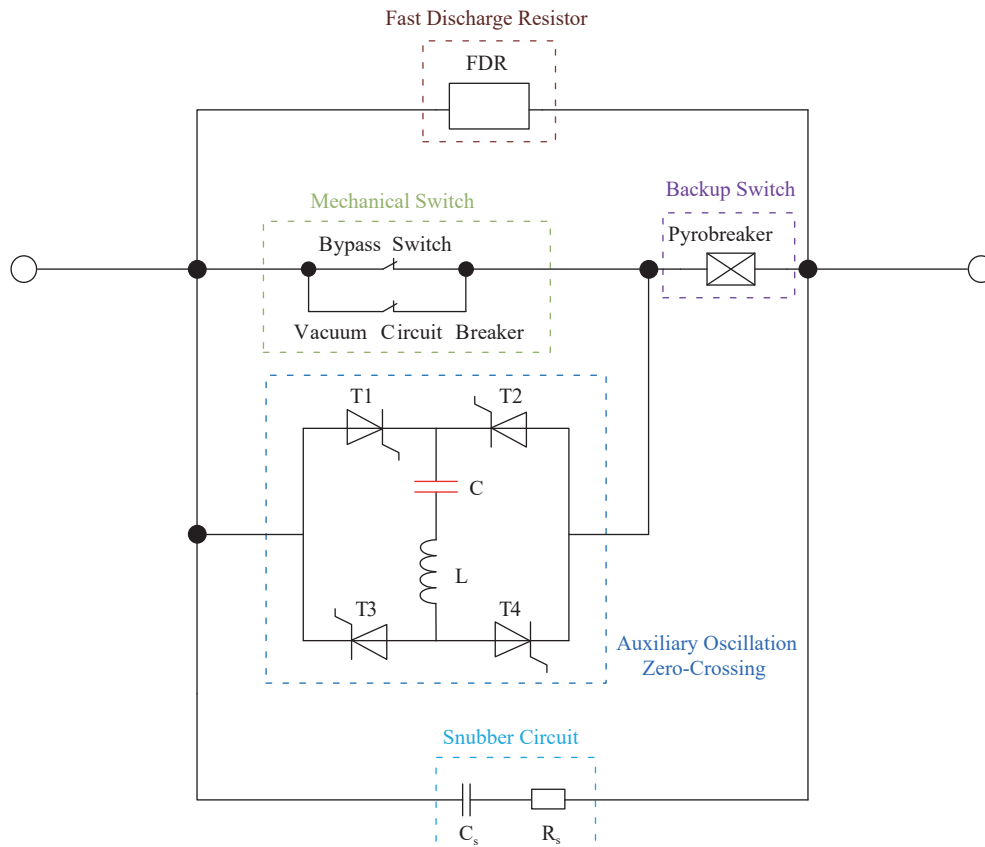 Fast Discharge Resistor
FDR
Backup Switch
Mechanical Switch
Pyrobreaker
Bypass Switch
Vacuum Circuit Breaker
T1
T2
C
L
T3
T4
Auxiliary Oscillation
Zero-Crossing
Snubber Circuit
Cₛ
Rₛ